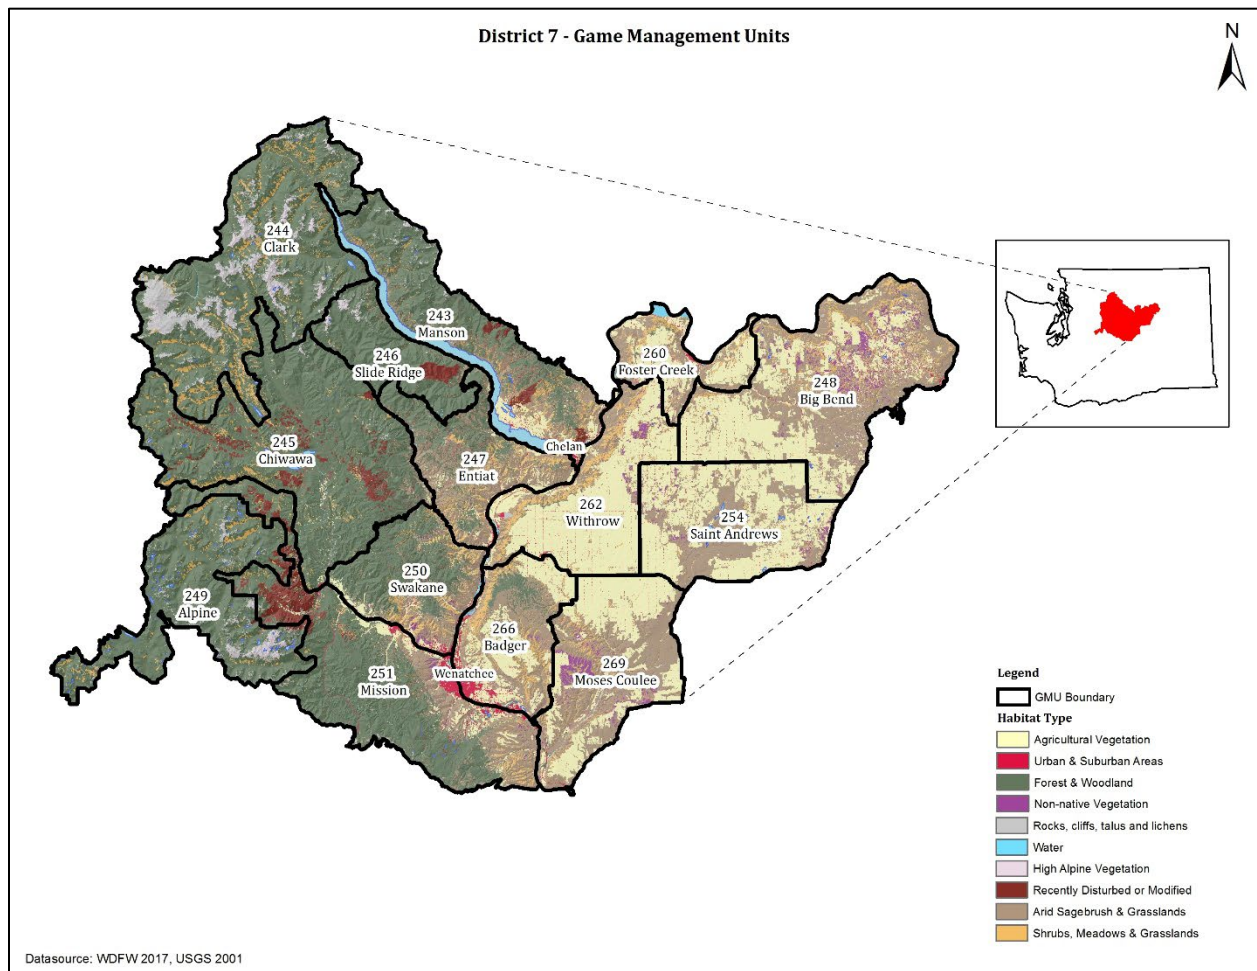 District 7 - Game Management Units
N
244
Clark
243
Manson
246
Slide Ridge
260
Foster Creek
248
Big Bend
245
Chiwawa
Chelan
247
Entiat
262
Withrow
254
Saint Andrews
250
Swakane
249
Alpine
266
Badger
251
Mission
Wenatchee
269
Moses Coulee
Legend
GMU Boundary
Habitat Type
Agricultural Vegetation
Urban & Suburban Areas
Forest & Woodland
Non-native Vegetation
Rocks, cliffs, talus and lichens
Water
High Alpine Vegetation
Recently Disturbed or Modified
Arid Sagebrush & Grasslands
Shrubs, Meadows & Grasslands
Datasource: WDFW 2017, USGS 2001